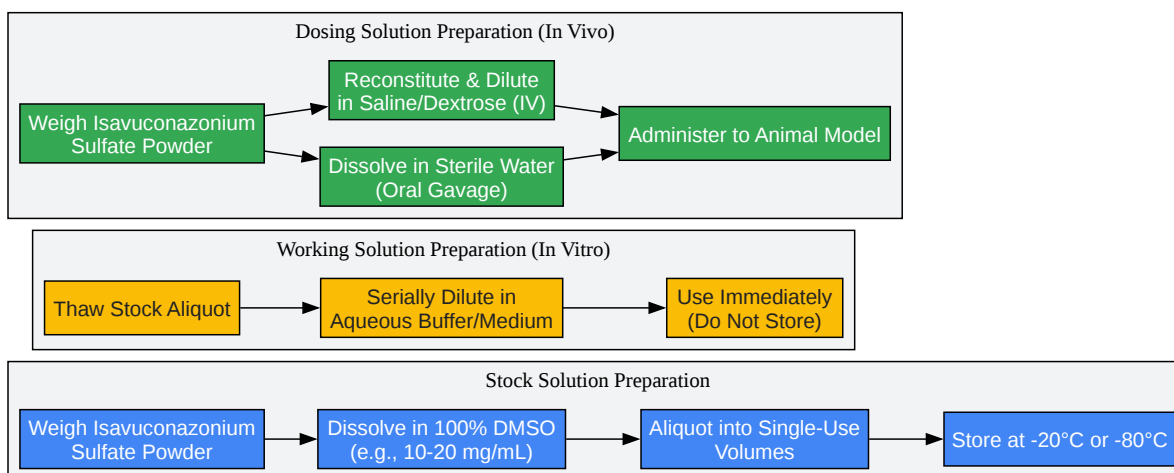 Dosing Solution Preparation (In Vivo)
Weigh Isavuconazonium
Sulfate Powder
Reconstitute & Dilute
in Saline/Dextrose (IV)
Dissolve in Sterile Water
(Oral Gavage)
Administer to Animal Model
Working Solution Preparation (In Vitro)
Thaw Stock Aliquot
Serially Dilute in
Aqueous Buffer/Medium
Use Immediately
(Do Not Store)
Stock Solution Preparation
Weigh Isavuconazonium
Sulfate Powder
Dissolve in 100% DMSO
(e.g., 10-20 mg/mL)
Aliquot into Single-Use
Volumes
Store at -20°C or -80°C